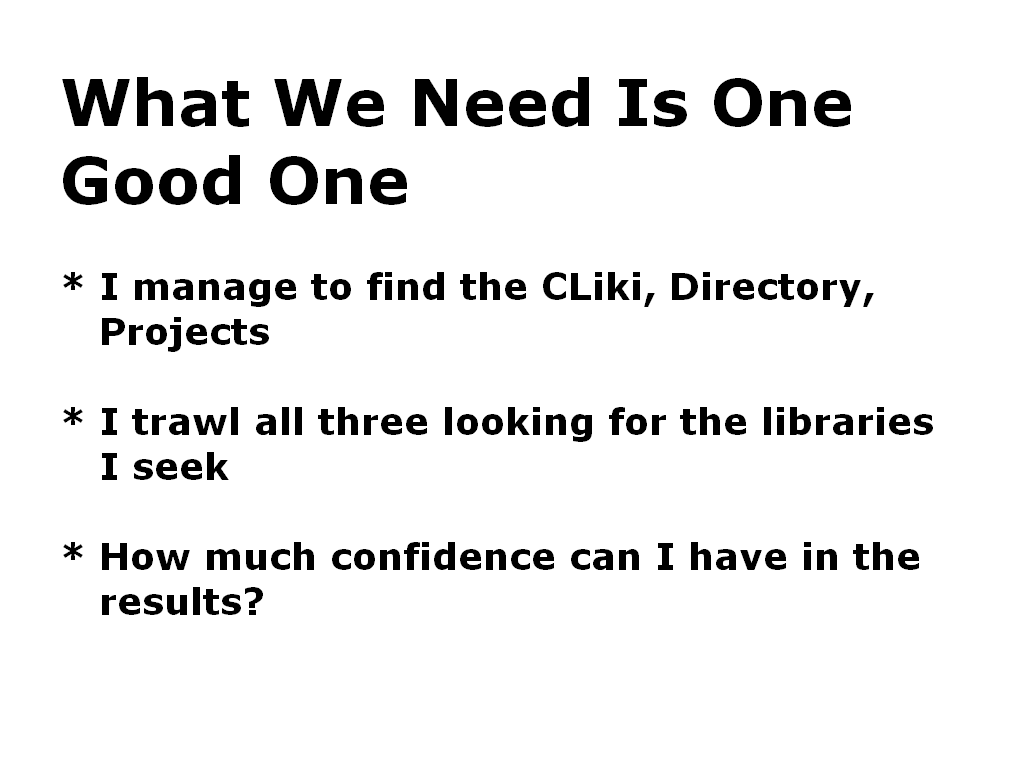 What We Need Is One
Good One
* I manage to find the CLiki, Directory,
Projects
* I trawl all three looking for the libraries
I seek
* How much confidence can I have in the
results?